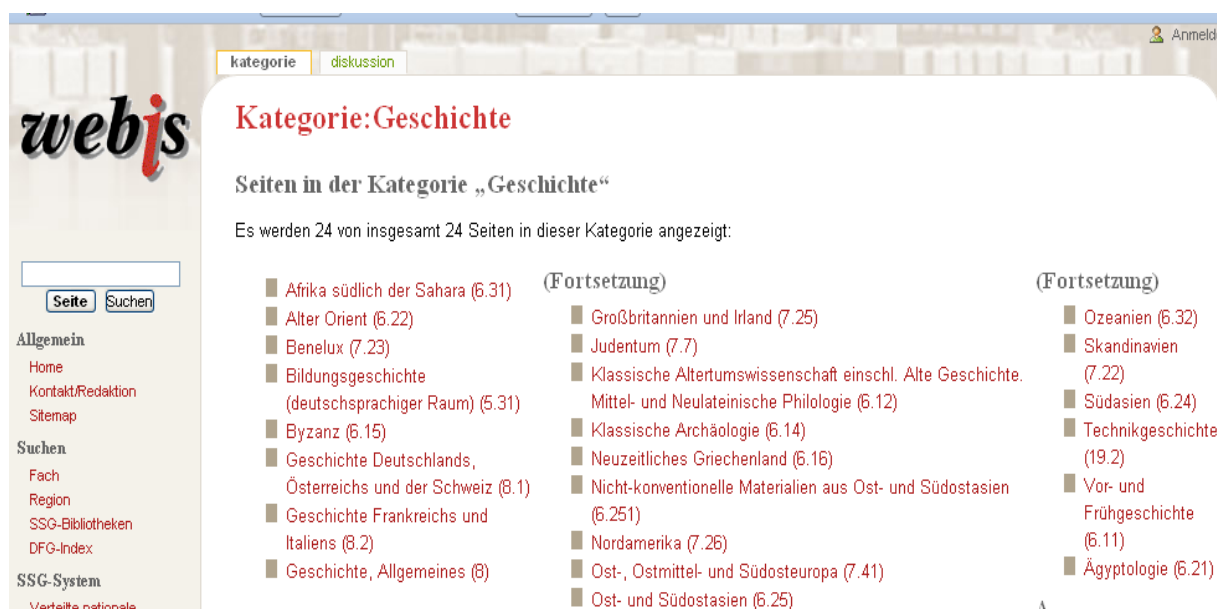 Anmeld
kategorie
diskussion
webis
Kategorie:Geschichte
Seiten in der Kategorie „Geschichte“
Es werden 24 von insgesamt 24 Seiten in dieser Kategorie angezeigt:
Seite
Suchen
Allgemein
Home
Kontakt/Redaktion
Sitemap
Suchen
Fach
Region
SSG-Bibliotheken
DFG-Index
SSG-System
Verteilte nationale
Afrika südlich der Sahara (6.31)
Alter Orient (6.22)
Benelux (7.23)
Bildungsgeschichte
(deutschsprachiger Raum) (5.31)
Byzanz (6.15)
Geschichte Deutschlands,
Österreichs und der Schweiz (8.1)
Geschichte Frankreichs und
Italiens (8.2)
Geschichte, Allgemeines (8)
(Fortsetzung)
Großbritannien und Irland (7.25)
Judentum (7.7)
Klassische Altertumswissenschaft einschl. Alte Geschichte.
Mittel- und Neulateinische Philologie (6.12)
Klassische Archäologie (6.14)
Neuzeitliches Griechenland (6.16)
Nicht-konventionelle Materialien aus Ost- und Südostasien
(6.251)
Nordamerika (7.26)
Ost-, Ostmittel- und Südosteuropa (7.41)
Ost- und Südostasien (6.25)
(Fortsetzung)
Ozeanien (6.32)
Skandinavien
(7.22)
Südasien (6.24)
Technikgeschichte
(19.2)
Vor- und
Frühgeschichte
(6.11)
Ägyptologie (6.21)